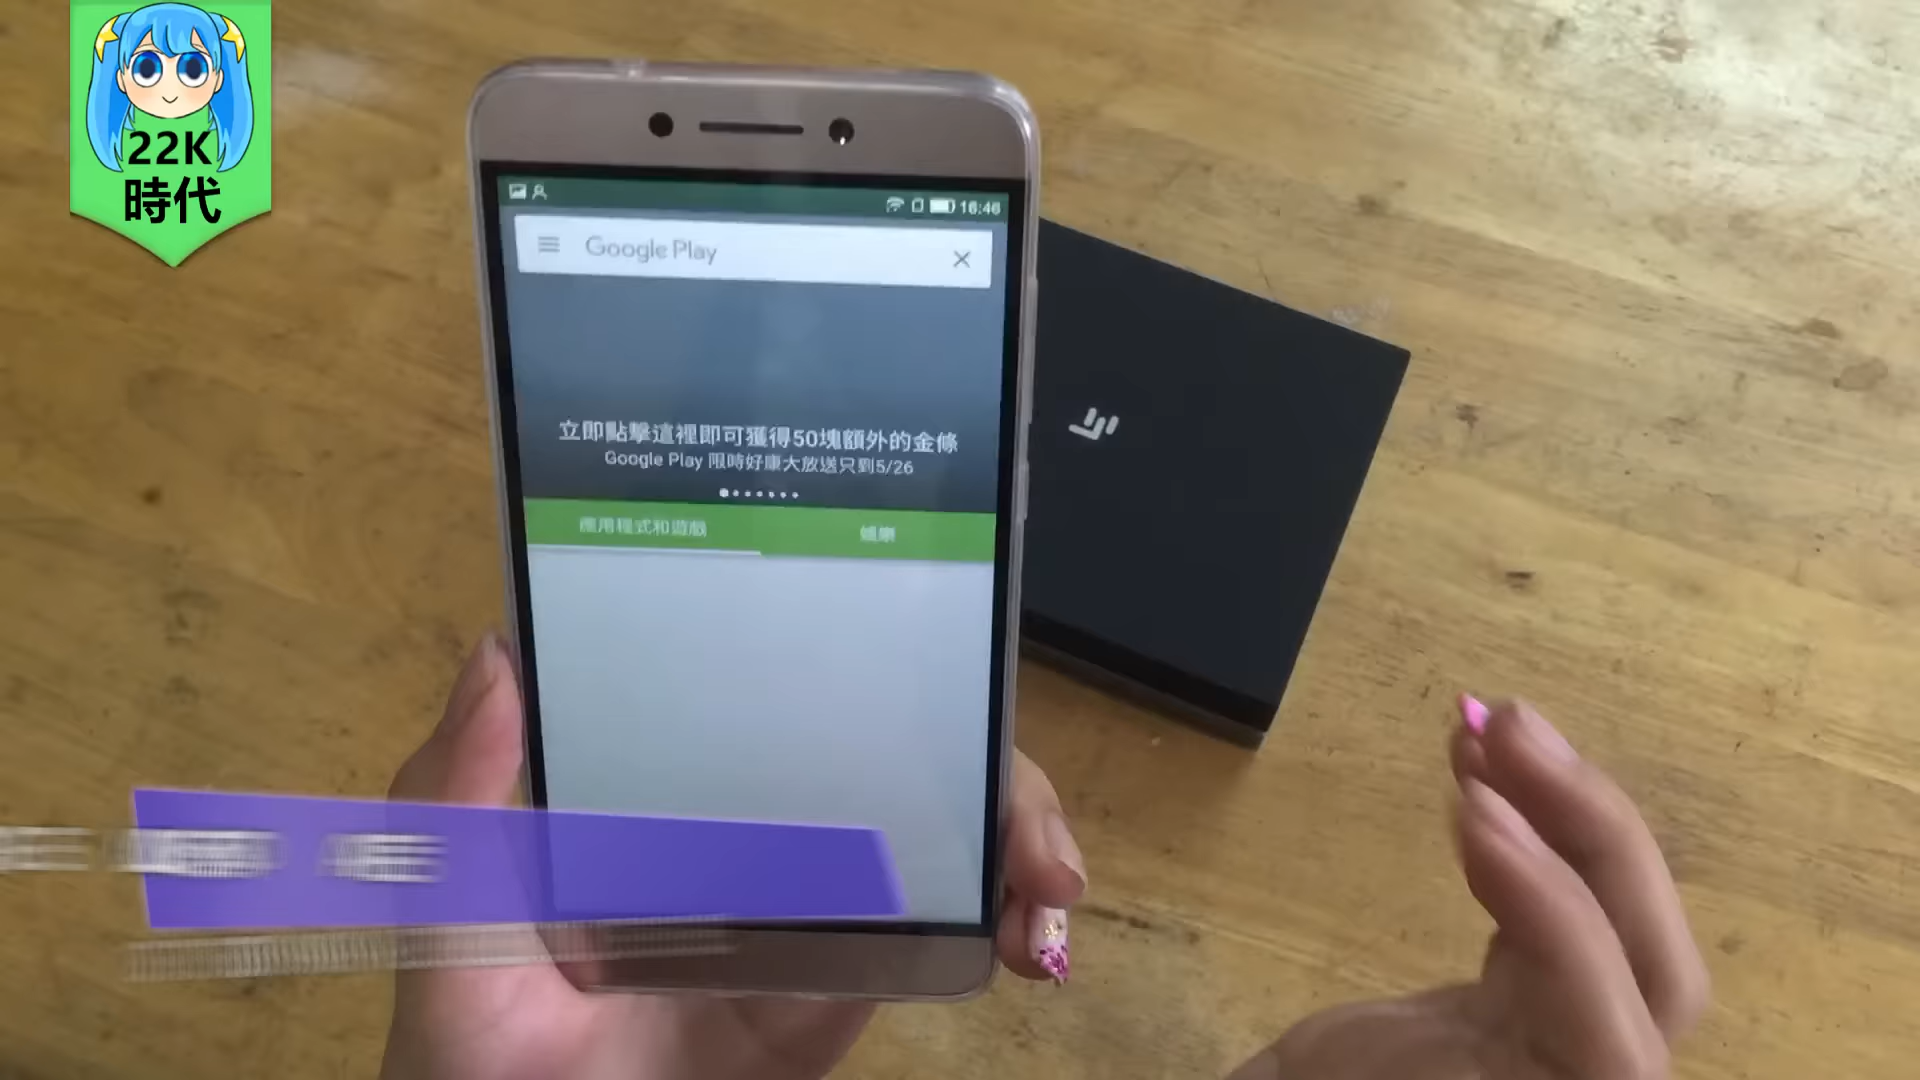 22K
時代
16:46
Google Play
立即點擊這裡即可獲得50塊額外的金條
Google Play 限時好康大放送只到5/26
應用程式和遊戲
娛樂